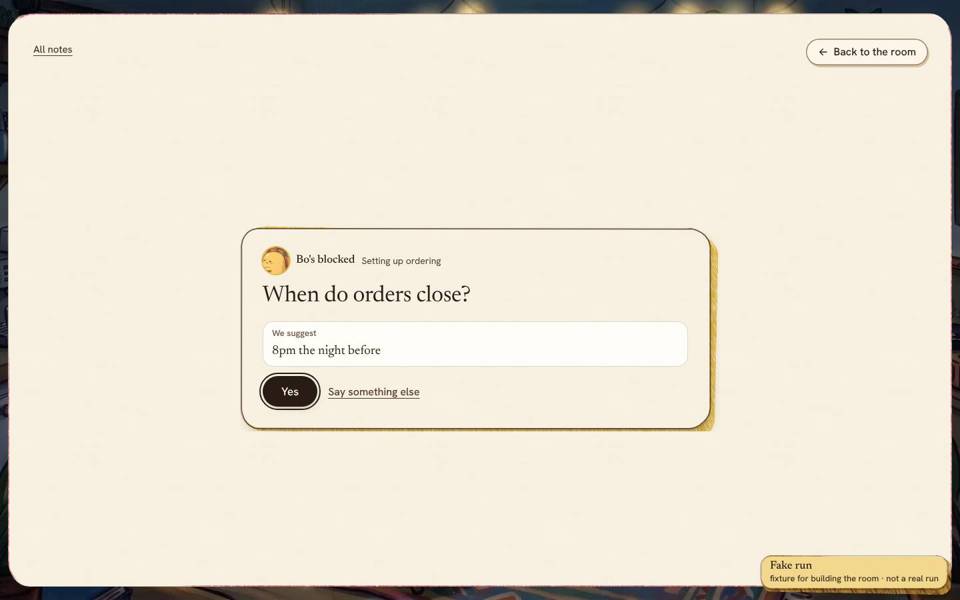 All notes
← Back to the room
Bo's blocked Setting up ordering
When do orders close?
We suggest
8pm the night before
Yes Say something else
Fake run
fixture for building the room · not a real run